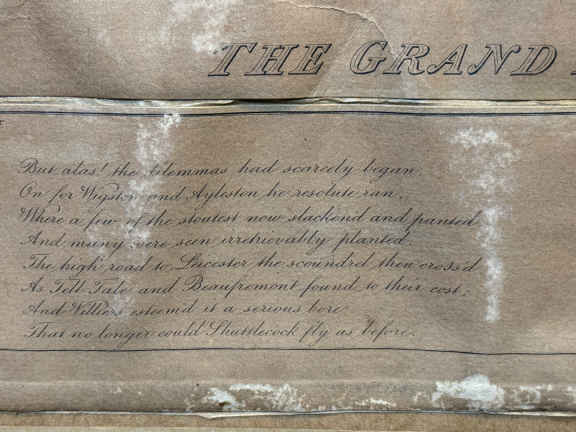 THE GRAND
But alas! the dilemmas had scarcely began.
On for Wigston and Ayleston he resolute ran,
Where a few of the stoutest now slackend and panted
And many were seen irretrievably planted.
The high road to Leicester the scoundrel then cross'd
As Tell Tale and Beaufremont found to their cost;
And Villiers esteem'd it a serious bore
That no longer could Shuttlecock fly as before.